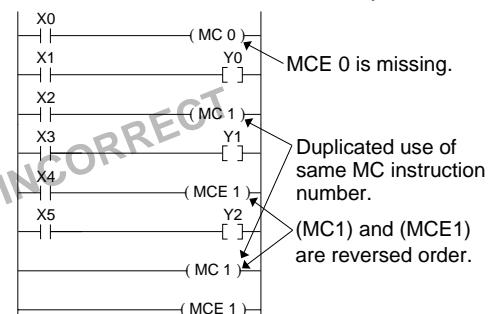 X0
( MC 0 )
X1
Y0
MCE 0 is missing.
X2
( MC 1 )
X3
Y1
Duplicated use of
same MC instruction
number.
INCORRECT
X4
( MCE 1 )
X5
Y2
(MC1) and (MCE1)
are reversed order.
( MC 1 )
( MCE 1 )